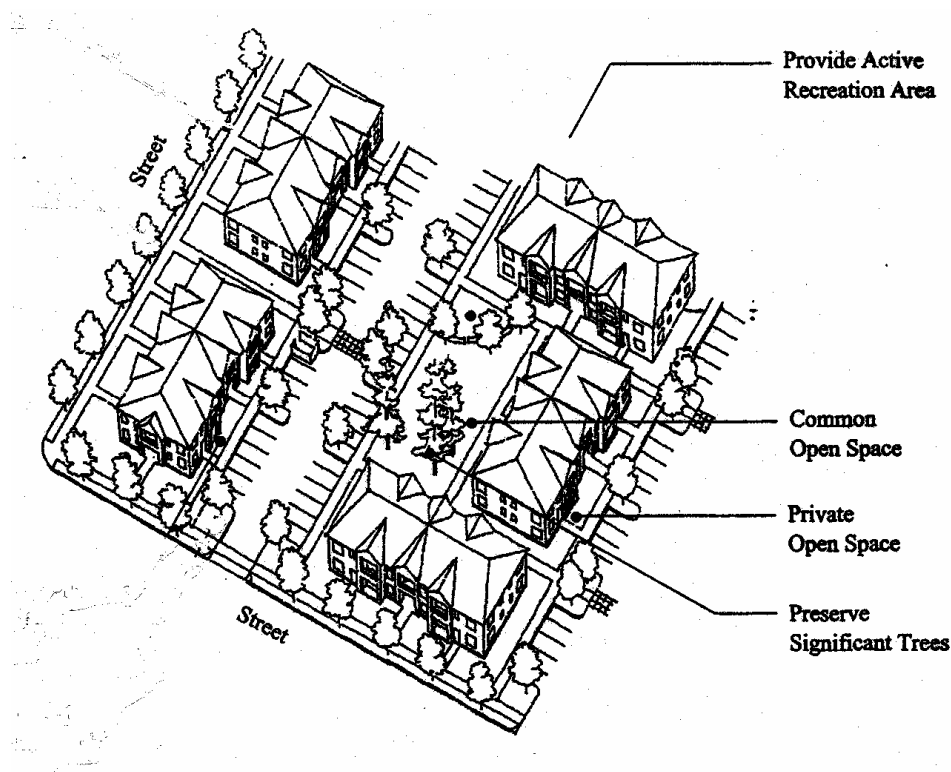 Provide Active
Recreation Area
Street
Common
Open Space
Private
Open Space
Preserve
Significant Trees
Street